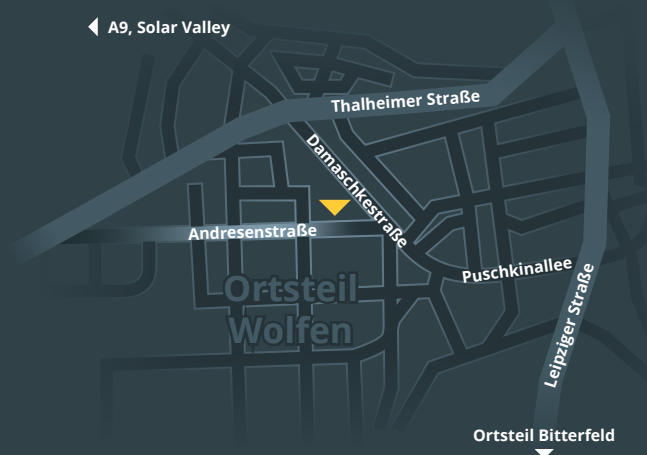 A9, Solar Valley
Thalheimer Straße
Damaschkestraße
Andresenstraße
Puschkinallee
Ortsteil
Wolfen
Leipziger Straße
Ortsteil Bitterfeld